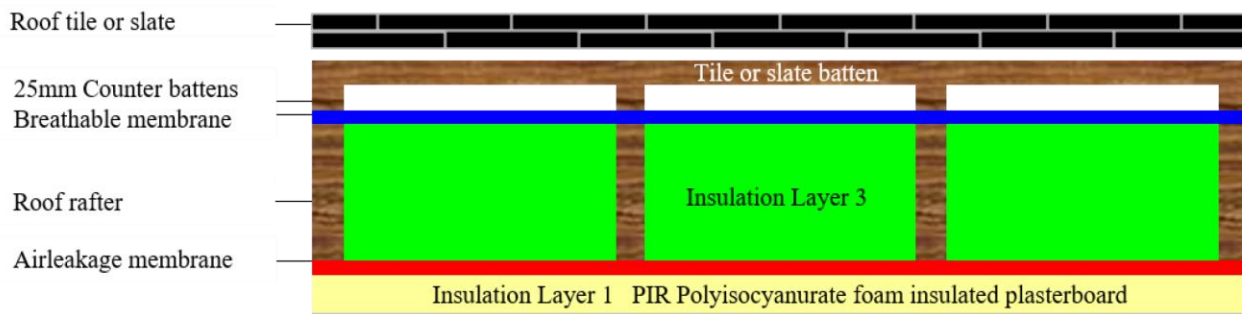 Roof tile or slate
Tile or slate batten
25mm Counter battens
Breathable membrane
Roof rafter
Insulation Layer 3
Airleakage membrane
Insulation Layer 1 PIR Polyisocyanurate foam insulated plasterboard